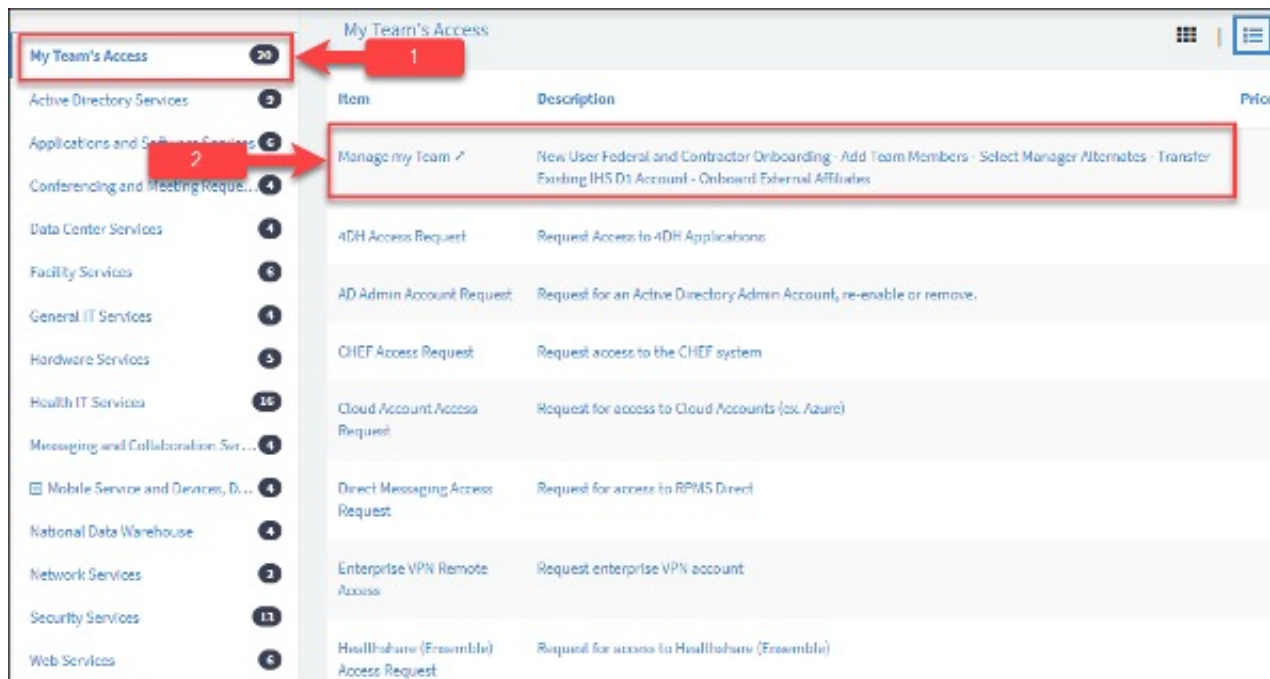 My Team's Access 20
Active Directory Services
Applications and Services 6
Conferencing and Meeting Reque... 4
Data Center Services 4
Facility Services 6
General IT Services 4
Hardware Services
Health IT Services 16
Messaging and Collaboration Ser... 4
Mobile Service and Devices, D... 4
National Data Warehouse 4
Network Services 2
Security Services
Web Services 6
1
2
My Team's Access
Item Description Price
Manage my Team New User Federal and Contractor Onboarding - Add Team Members - Select Manager Alternates - Transfer
Existing IHS D1 Account - Onboard External Affiliates
4DH Access Request Request Access to 4DH Applications
AD Admin Account Request Request for an Active Directory Admin Account, re-enable or remove.
CHEF Access Request Request access to the CHEF system
Cloud Account Access Request for access to Cloud Accounts (ex. Azure)
Request
Direct Messaging Access Request for access to RPMS Direct
Request
Enterprise VPN Remote Request enterprise VPN account
Access
Healthshare (Ensemble) Request for access to Healthshare (Ensemble)
Access Request